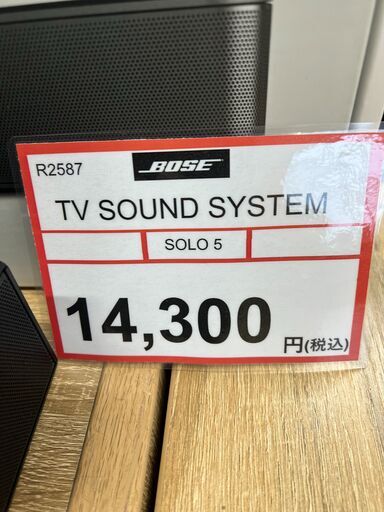 R2587
BOSE
TV SOUND SYSTEM
SOLO 5
14,300 円(税込)